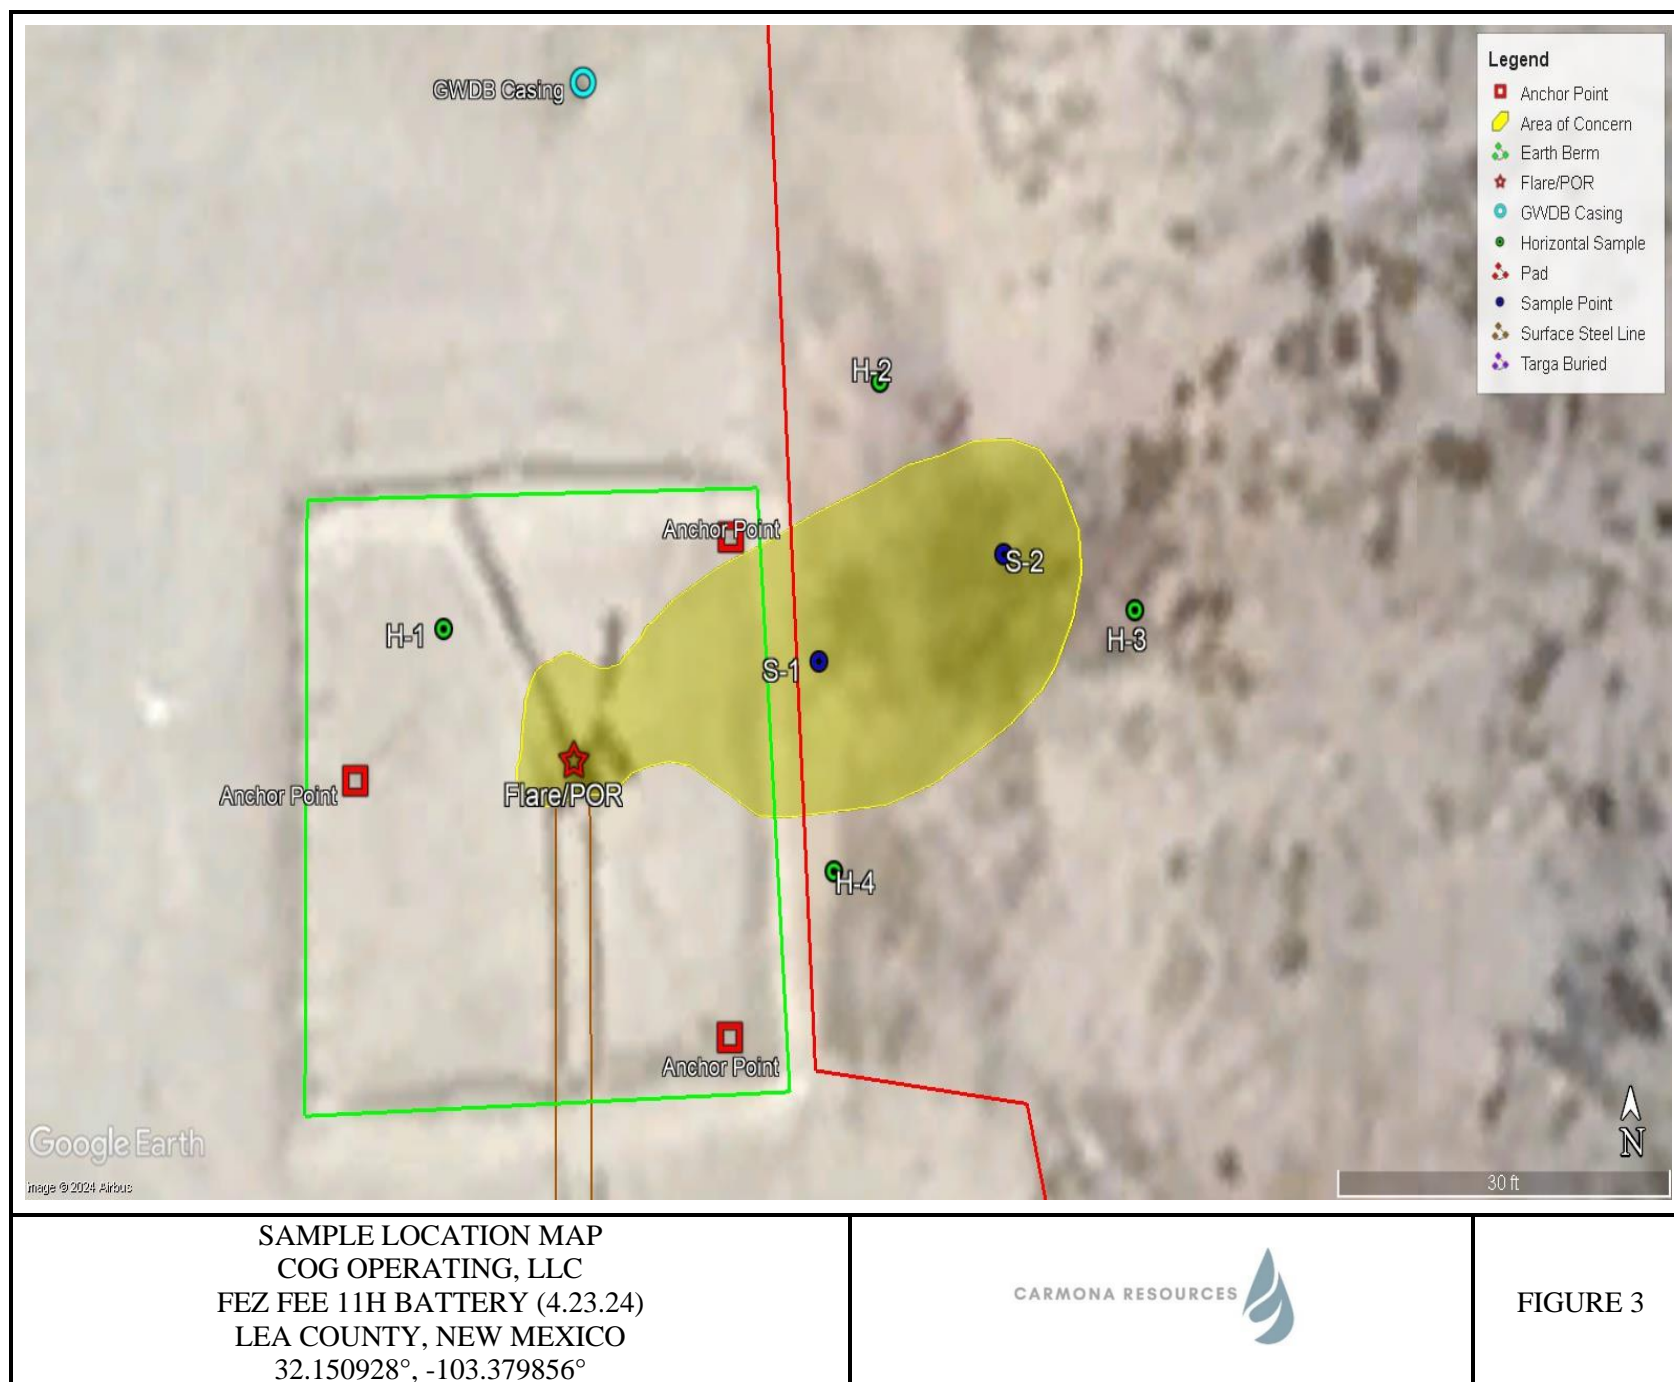 GWDB Casing
Legend
Anchor Point
Area of Concern
Earth Berm
Flare/POR
GWDB Casing
Horizontal Sample
Pad
Sample Point
Surface Steel Line
Targa Buried
H-2
Anchor Point
S-2
H-1
H-3
S-1
Anchor Point
Flare/POR
H-4
Anchor Point
Google Earth
Image © 2024 Airbus
N
30 ft
SAMPLE LOCATION MAP
COG OPERATING, LLC
FEZ FEE 11H BATTERY (4.23.24)
LEA COUNTY, NEW MEXICO
32.150928°, -103.379856°
CARMONA RESOURCES
FIGURE 3